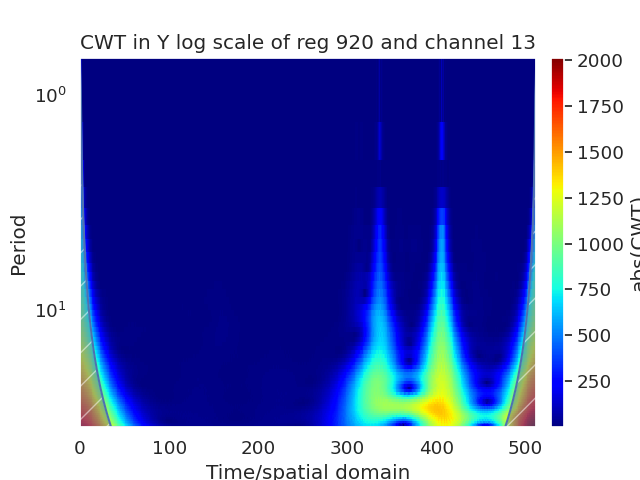 CWT in Y log scale of reg 920 and channel 13
2000
1750
1500
1250
1000
750
500
250
abs(CWT)
10⁰
10¹
Period
0 100 200 300 400 500
Time/spatial domain